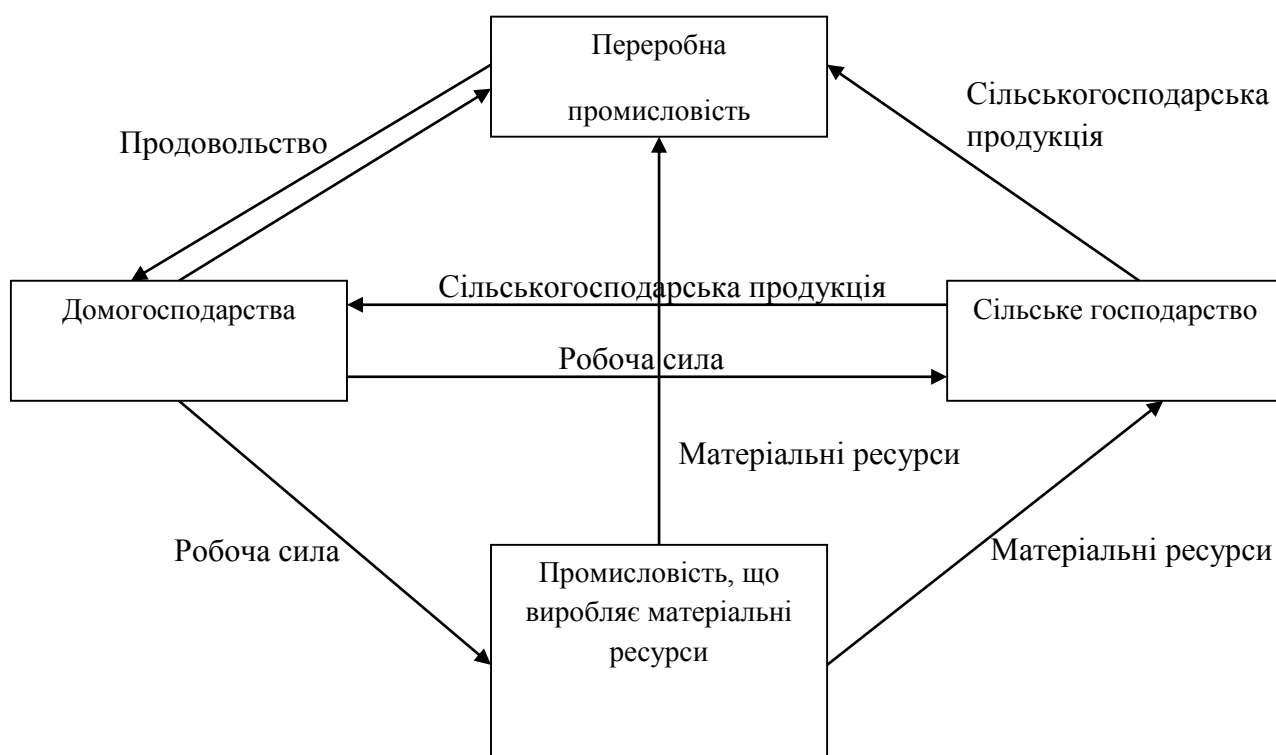 Переробна
промисловість
Сільськогосподарська
продукція
Продовольство
Домогосподарства
Сільськогосподарська продукція
Сільське господарство
Робоча сила
Матеріальні ресурси
Робоча сила
Матеріальні ресурси
Промисловість, що
виробляє матеріальні
ресурси